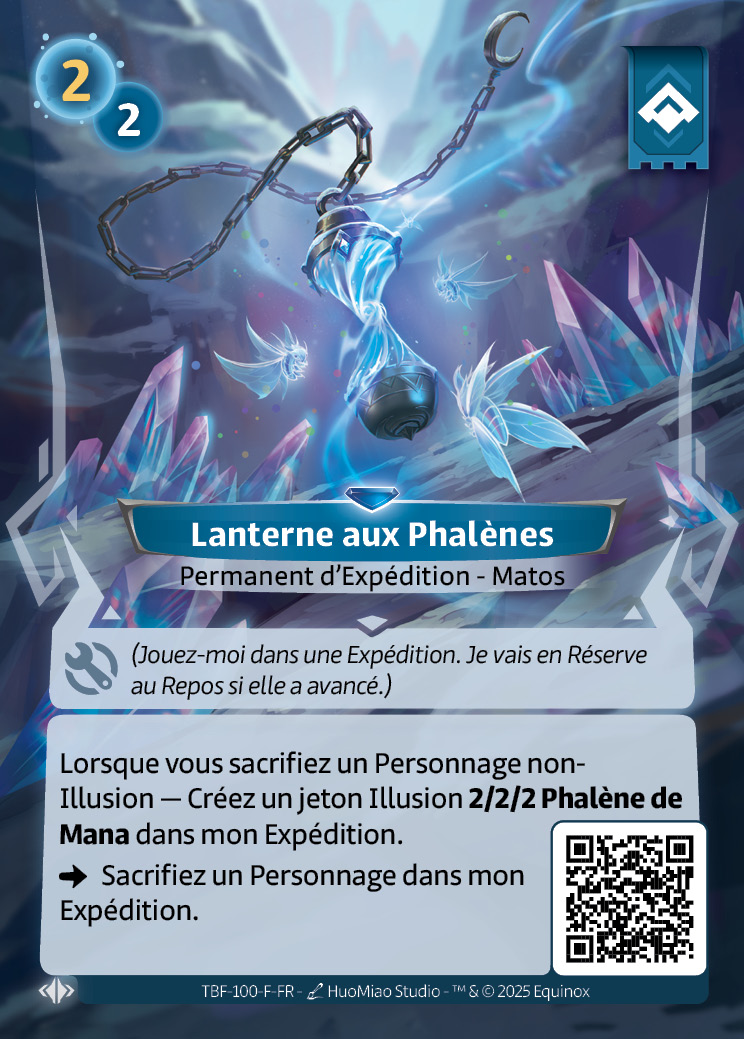 2
2
Lanterne aux Phalènes
Permanent d’Expédition - Matos
(Jouez-moi dans une Expédition. Je vais en Réserve
au Repos si elle a avancé.)
Lorsque vous sacrifiez un Personnage non-
Illusion — Créez un jeton Illusion 2/2/2 Phalène de
Mana dans mon Expédition.
Sacrifiez un Personnage dans mon
Expédition.
TBF-100-F-FR - HuoMiao Studio - ™ & © 2025 Equinox